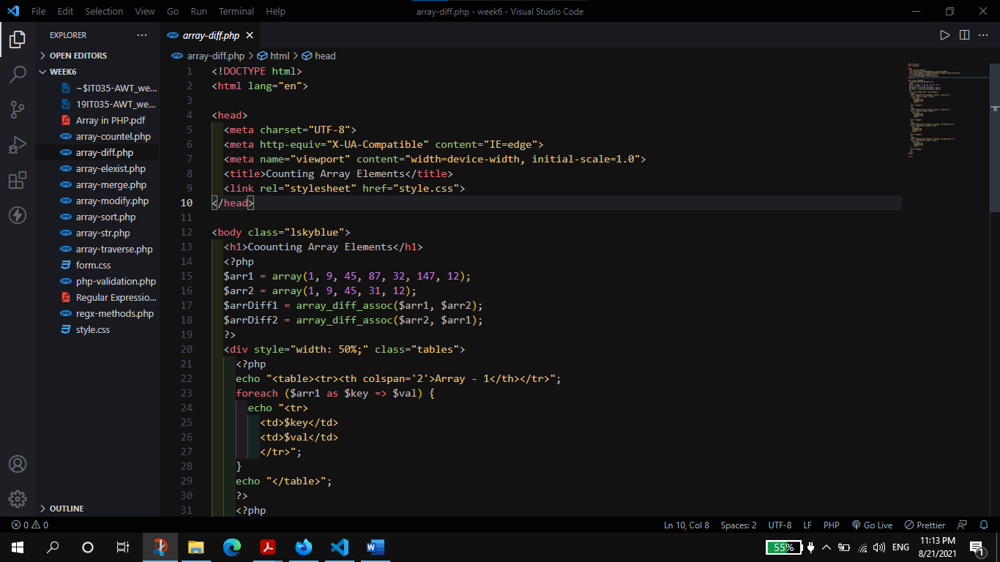 File Edit Selection View Go Run Terminal Help array-diff.php - week6 - Visual Studio Code
EXPLORER
OPEN EDITORS
WEEK6
~$IT035-AWT_we...
19IT035-AWT_we...
Array in PHP.pdf
array-countel.php
array-diff.php
array-elexist.php
array-merge.php
array-modify.php
array-sort.php
array-str.php
array-traverse.php
form.css
php-validation.php
Regular Expressio...
regx-methods.php
style.css
OUTLINE
array-diff.php
array-diff.php > html > head
1 <!DOCTYPE html>
2 <html lang="en">
3
4 <head>
5 <meta charset="UTF-8">
6 <meta http-equiv="X-UA-Compatible" content="IE=edge">
7 <meta name="viewport" content="width=device-width, initial-scale=1.0">
8 <title>Counting Array Elements</title>
9 <link rel="stylesheet" href="style.css">
10 </head>
11
12 <body class="lskyblue">
13 <h1>Coounting Array Elements</h1>
14 <?php
15 $arr1 = array(1, 9, 45, 87, 32, 147, 12);
16 $arr2 = array(1, 9, 45, 31, 12);
17 $arrDiff1 = array_diff_assoc($arr1, $arr2);
18 $arrDiff2 = array_diff_assoc($arr2, $arr1);
19 ?>
20 <div style="width: 50%;" class="tables">
21 <?php
22 echo "<table><tr><th colspan='2'>Array - 1</th></tr>";
23 foreach ($arr1 as $key => $val) {
24 echo "<tr>
25 <td>$key</td>
26 <td>$val</td>
27 </tr>";
28 }
29 echo "</table>";
30 ?>
31 <?php
0 0 Ln 10, Col 8 Spaces: 2 UTF-8 LF PHP Go Live Prettier
55% ENG 11:13 PM
8/21/2021 1